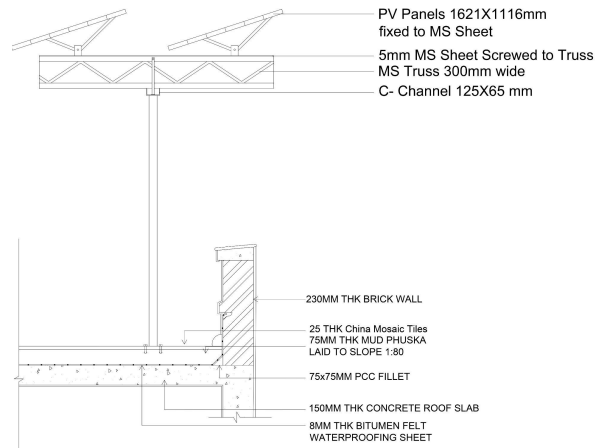 PV Panels 1621X1116mm
fixed to MS Sheet
5mm MS Sheet Screwed to Truss
MS Truss 300mm wide
C- Channel 125X65 mm
230MM THK BRICK WALL
25 THK China Mosaic Tiles
75MM THK MUD PHUSKA
LAID TO SLOPE 1:80
75x75MM PCC FILLET
150MM THK CONCRETE ROOF SLAB
8MM THK BITUMEN FELT
WATERPROOFING SHEET